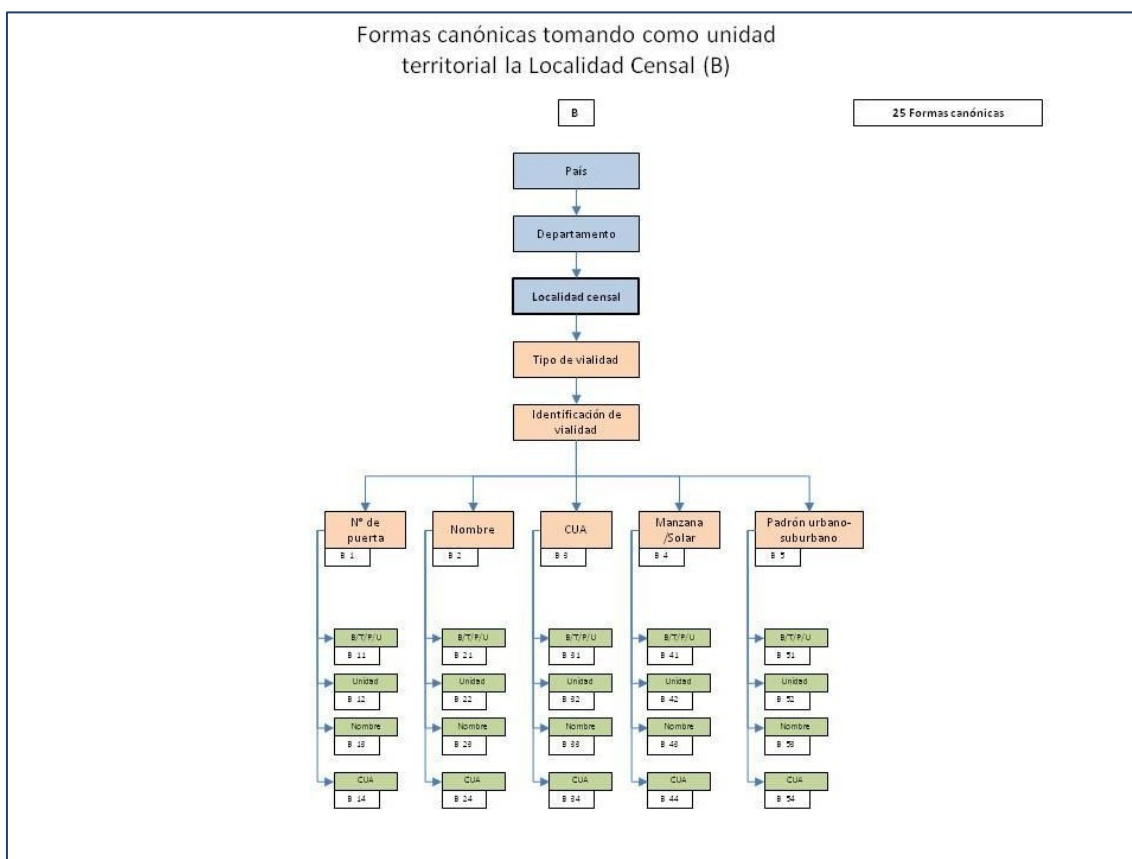 Formas canónicas tomando como unidad
territorial la Localidad Censal (B)
B
25 Formas canónicas
País
Departamento
Localidad censal
Tipo de vialidad
Identificación de
vialidad
N° de
puerta
B 1
Nombre
B 2
CUA
B 3
Manzana
/Solar
B 4
Padrón urbano-
suburbano
B 5
B/T/P/U
B 11
B/T/P/U
B 21
B/T/P/U
B 31
B/T/P/U
B 41
B/T/P/U
B 51
Unidad
B 12
Unidad
B 22
Unidad
B 32
Unidad
B 42
Unidad
B 52
Nombre
B 13
Nombre
B 23
Nombre
B 33
Nombre
B 43
Nombre
B 53
CUA
B 14
CUA
B 24
CUA
B 34
CUA
B 44
CUA
B 54